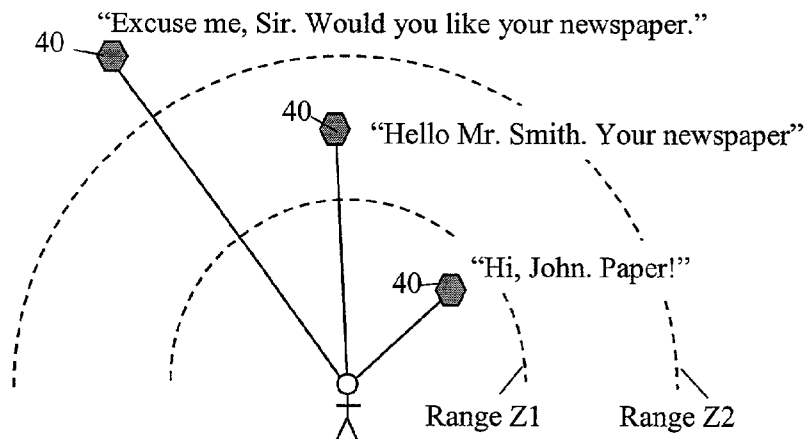 “Excuse me, Sir. Would you like your newspaper.”
40
40
“Hello Mr. Smith. Your newspaper”
“Hi, John. Paper!”
40
Range Z1
Range Z2